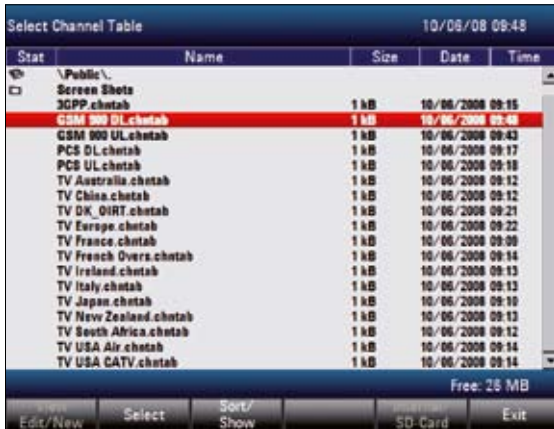 Select Channel Table 10/06/08 09:48
Stat Name Size Date Time
\Public\.
Screen Shots
3GPP.chntab 1 kB 10/06/2008 09:15
GSM 900 DL.chntab 1 kB 10/06/2008 09:48
GSM 900 UL.chntab 1 kB 10/06/2008 09:43
PCS DL.chntab 1 kB 10/06/2008 09:17
PCS UL.chntab 1 kB 10/06/2008 09:18
TV Australia.chntab 1 kB 10/06/2008 09:12
TV China.chntab 1 kB 10/06/2008 09:12
TV DK_OIRT.chntab 1 kB 10/06/2008 09:21
TV Europe.chntab 1 kB 10/06/2008 09:22
TV France.chntab 1 kB 10/06/2008 09:09
TV French Overs.chntab 1 kB 10/06/2008 09:14
TV Ireland.chntab 1 kB 10/06/2008 09:13
TV Italy.chntab 1 kB 10/06/2008 09:13
TV Japan.chntab 1 kB 10/06/2008 09:10
TV New Zealand.chntab 1 kB 10/06/2008 09:13
TV South Africa.chntab 1 kB 10/06/2008 09:12
TV USA Air.chntab 1 kB 10/06/2008 09:14
TV USA CATV.chntab 1 kB 10/06/2008 09:14
Free: 26 MB
Edit/New Select Sort/ Show SD-Card Exit